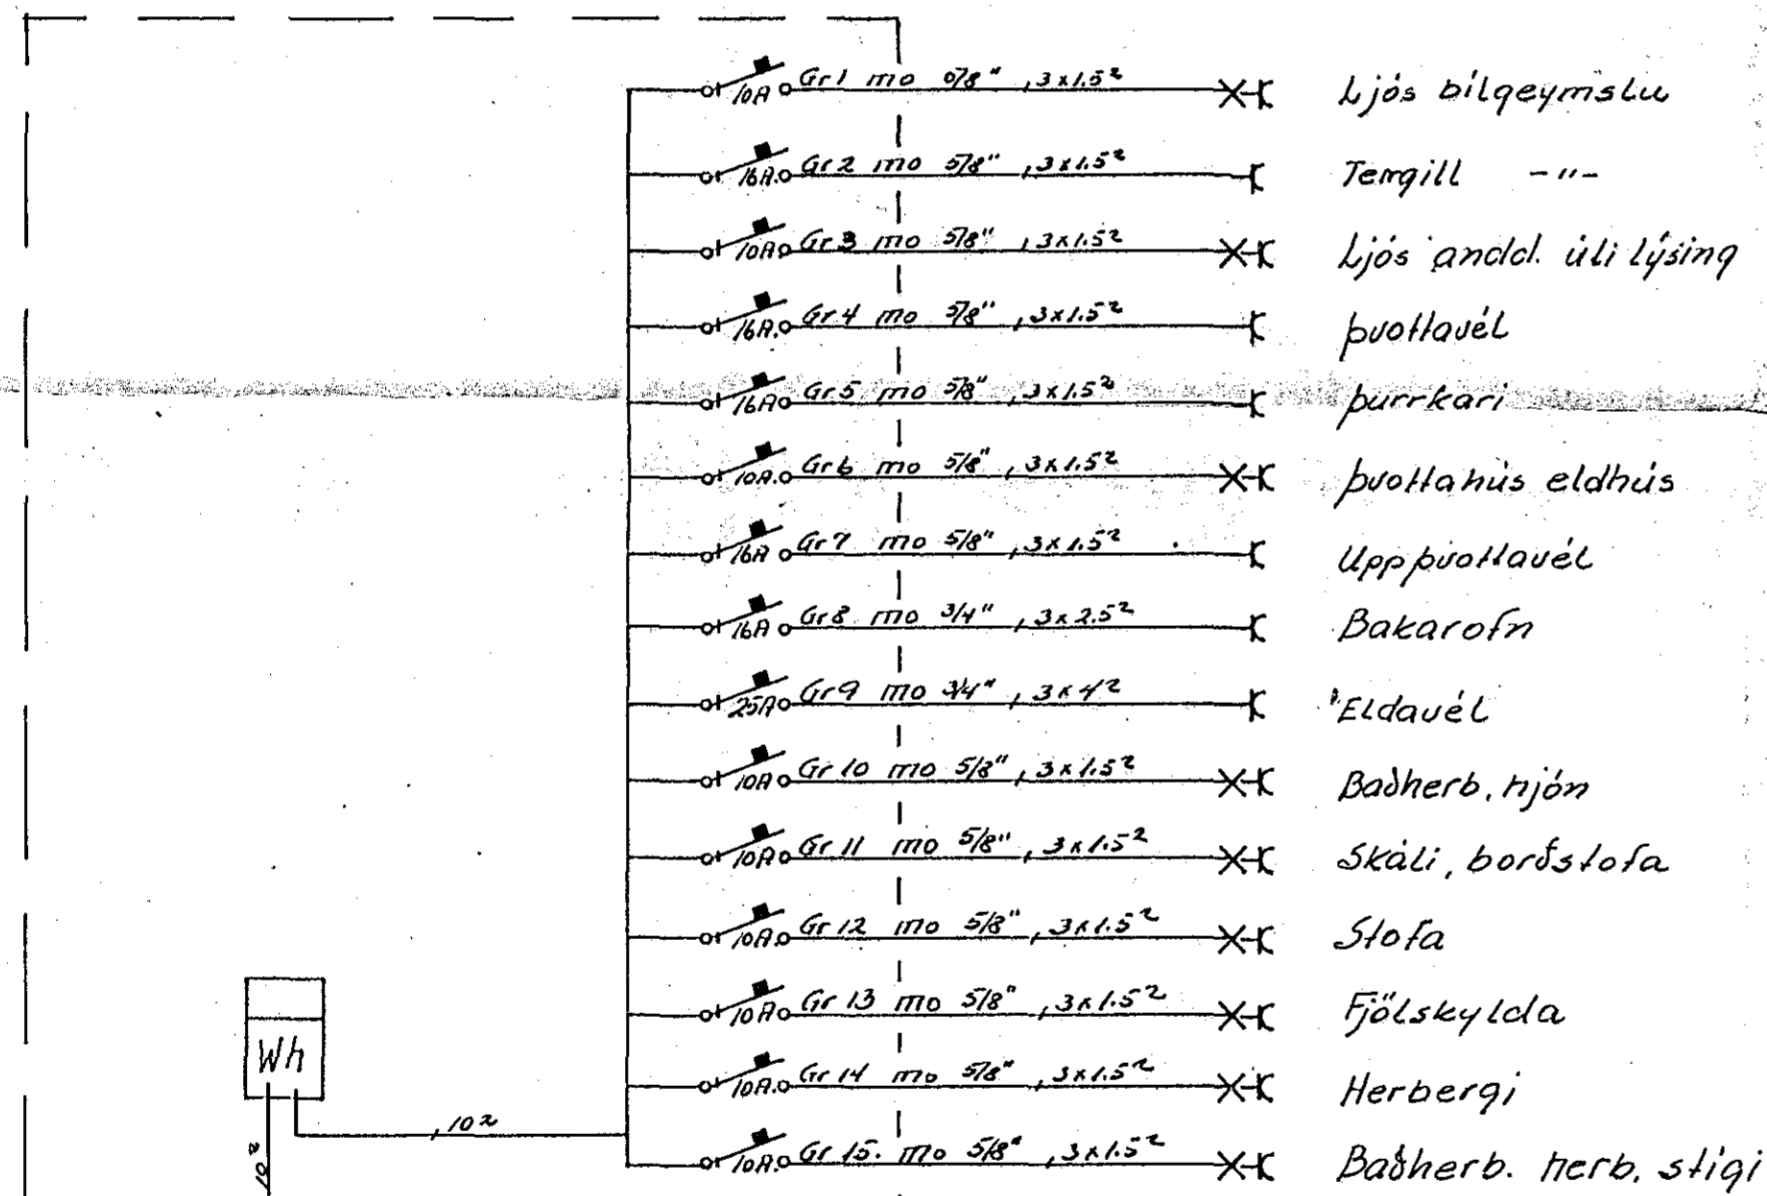 10A Gr 1 mo 5/8", 3x1.5² Ljós bílgeymslu
16A. Gr 2 mo 5/8", 3x1.5² Tengill -"-
10A Gr 3 mo 5/8", 3x1.5² Ljós andd. úti lýsing
16A. Gr 4 mo 5/8", 3x1.5² Þvottavél
16A Gr 5 mo 5/8", 3x1.5² Þurrkari
10A. Gr 6 mo 5/8", 3x1.5² Þvottahús eldhús
16A Gr 7 mo 5/8", 3x1.5² Uppþvottavél
16A Gr 8 mo 3/4", 3x2.5² Bakarofn
25A Gr 9 mo 3/4", 3x4² Eldavél
10A Gr 10 mo 5/8", 3x1.5² Baðherb, hjón
10A Gr 11 mo 5/8", 3x1.5² Skáli, borðstofa
10A. Gr 12 mo 5/8", 3x1.5² Stofa
10A Gr 13 mo 5/8", 3x1.5² Fjölskylda
Wh
10A. Gr 14 mo 5/8", 3x1.5² Herbergi
, 10²
10A. Gr 15. mo 5/8", 3x1.5² Baðherb. herb. stigi
10²